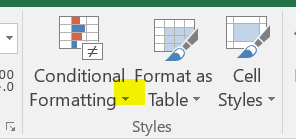 Conditional Format as Cell
Formatting Table Styles
Styles